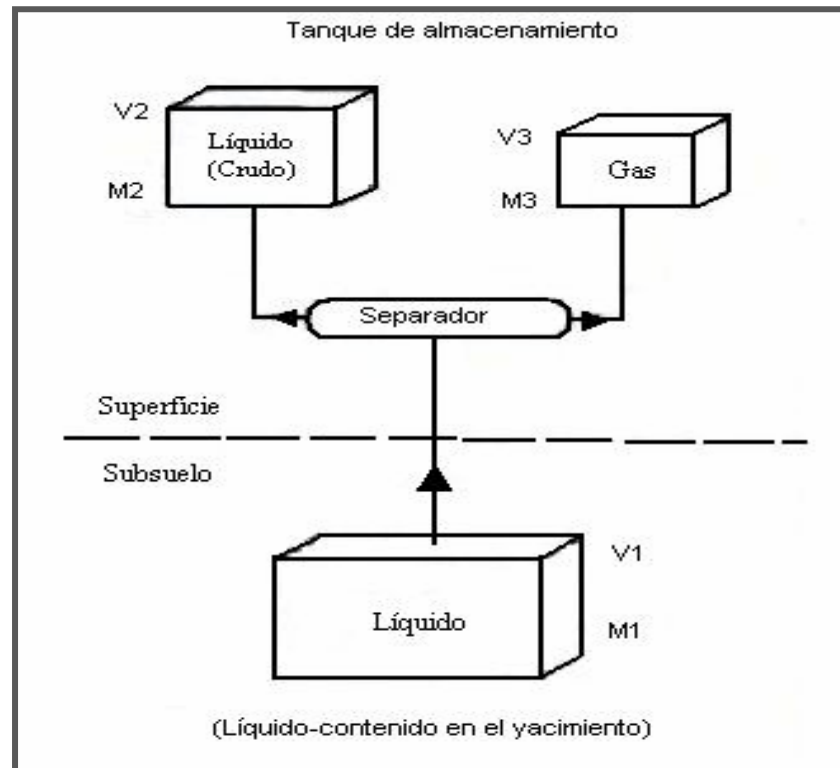 Tanque de almacenamiento
V2
Líquido
(Crudo)
M2
V3
Gas
M3
Separador
Superficie
Subsuelo
V1
Líquido
M1
(Líquido-contenido en el yacimiento)